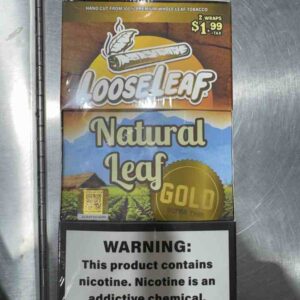 HAND CUT FROM 100% PREMIUM WHOLE LEAF TOBACCO
2 WRAPS
$1.99
+TAX
LOOSELEAF
Natural
Leaf
GOLD
WARNING:
This product contains
nicotine. Nicotine is an
addictive chemical.